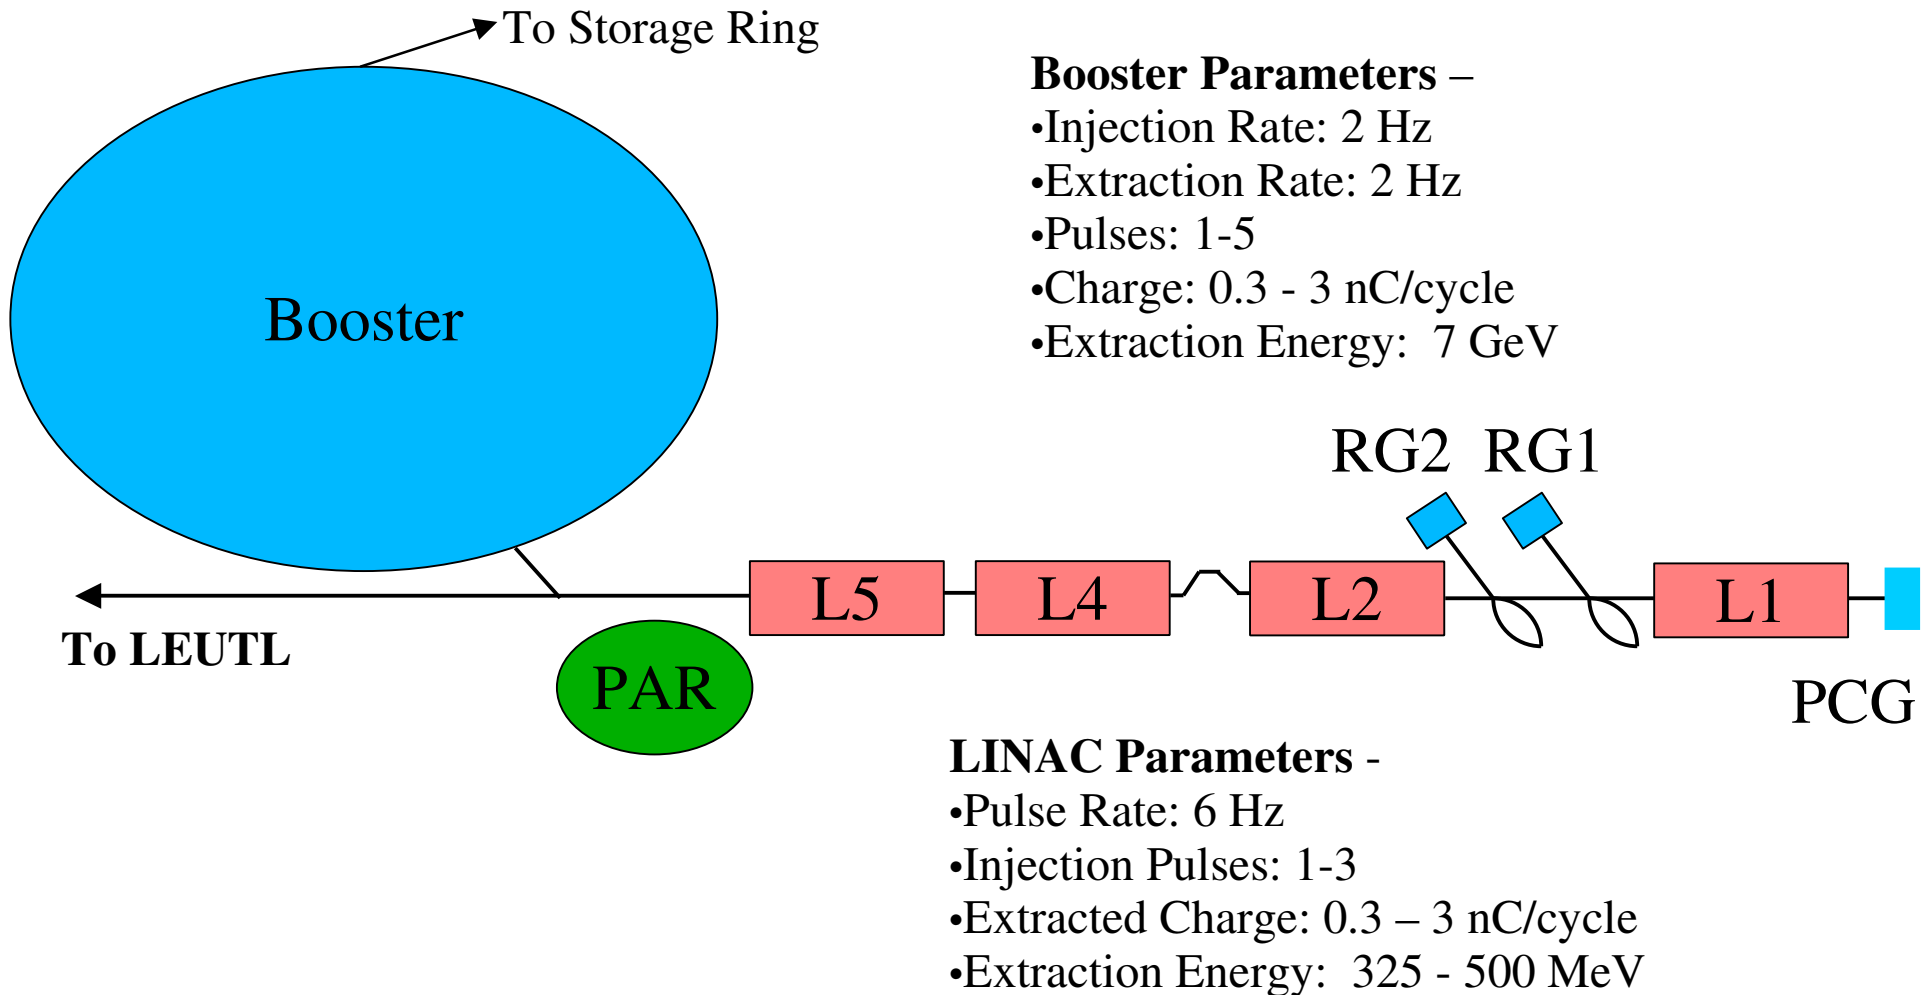 To Storage Ring
Booster Parameters –
•Injection Rate: 2 Hz
•Extraction Rate: 2 Hz
•Pulses: 1-5
•Charge: 0.3 - 3 nC/cycle
•Extraction Energy:  7 GeV
Booster
RG2 RG1
L5 L4 L2 L1
To LEUTL
PAR
PCG
LINAC Parameters -
•Pulse Rate: 6 Hz
•Injection Pulses: 1-3
•Extracted Charge: 0.3 – 3 nC/cycle
•Extraction Energy:  325 - 500 MeV